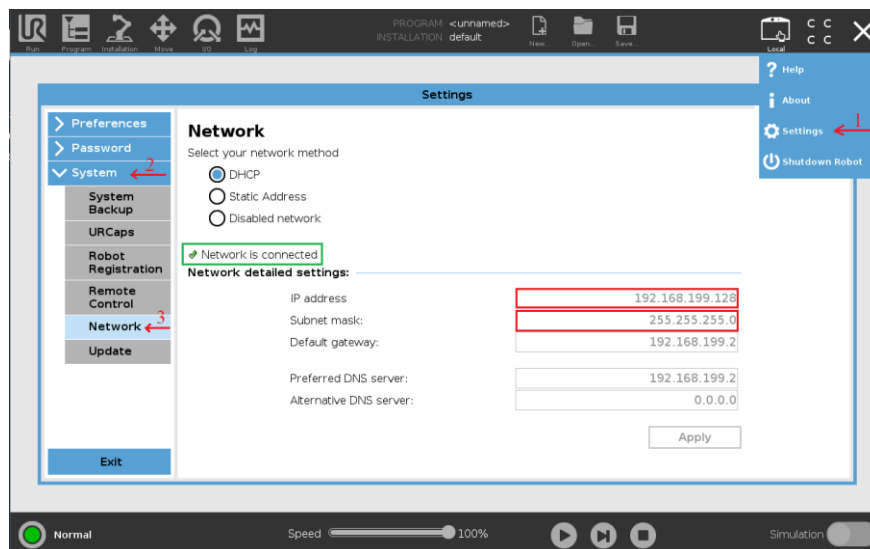 PROGRAM <unnamed>
INSTALLATION default
Run Program Installation Move I/O Log New... Open... Save... Local
C C
C C
Help
About
Settings 1
Shutdown Robot
Settings
Preferences
Password
System 2
System
Backup
URCaps
Robot
Registration
Remote
Control
Network 3
Update
Exit
Network
Select your network method
DHCP
Static Address
Disabled network
Network is connected
Network detailed settings:
IP address 192.168.199.128
Subnet mask: 255.255.255.0
Default gateway: 192.168.199.2
Preferred DNS server: 192.168.199.2
Alternative DNS server: 0.0.0.0
Apply
Normal Speed 100% Simulation